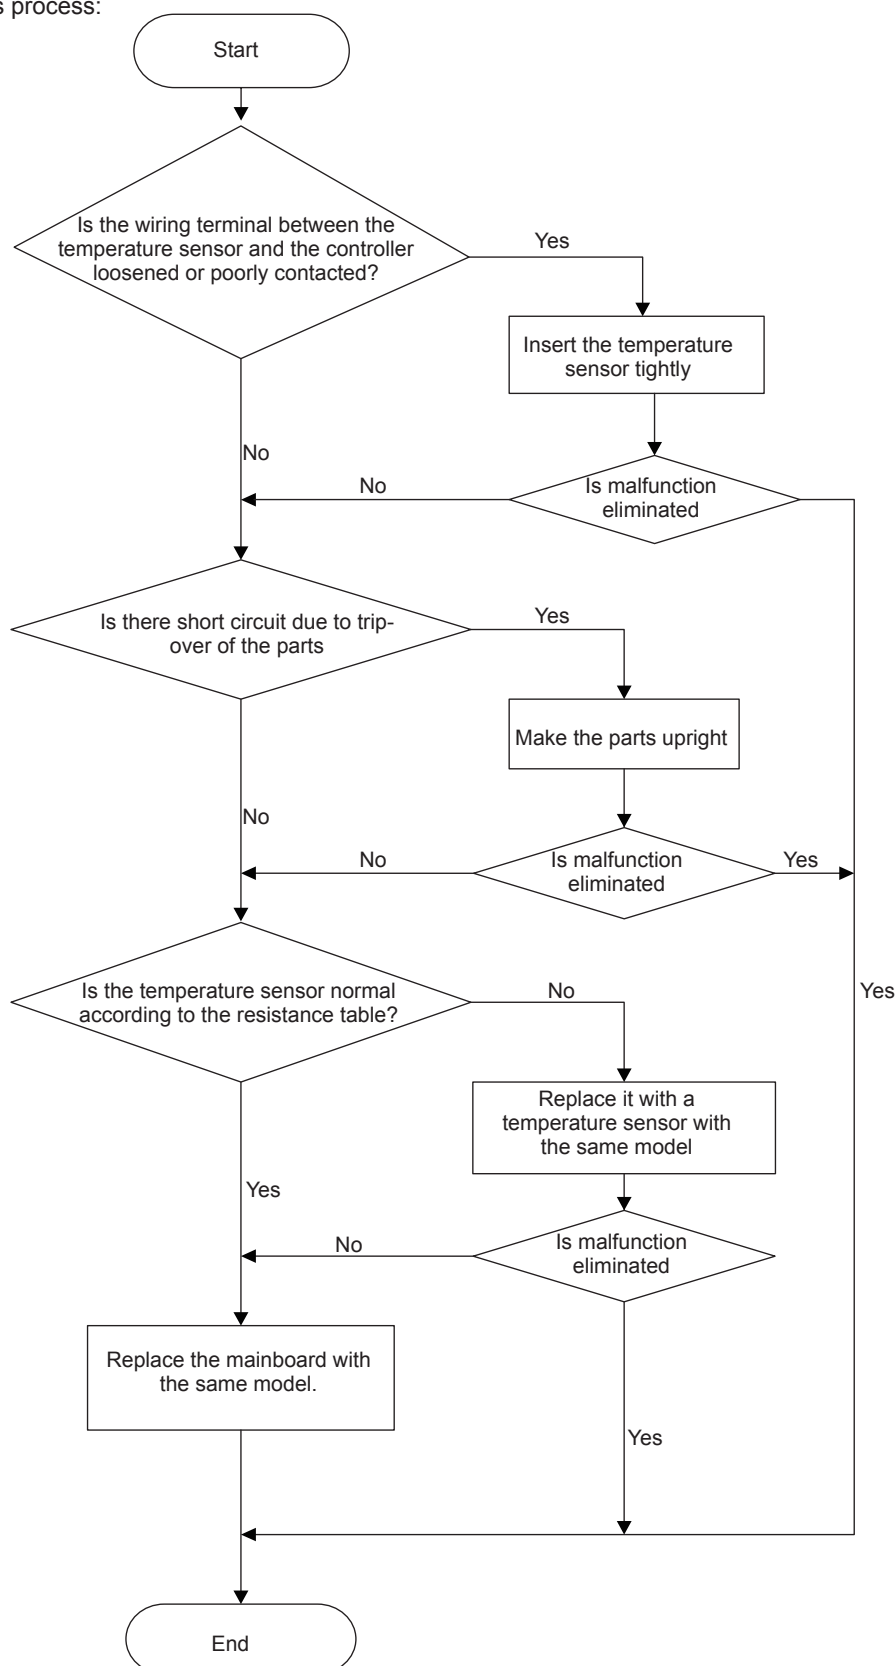 s process:
Start
Is the wiring terminal between the
temperature sensor and the controller
loosened or poorly contacted?
Yes
Insert the temperature
sensor tightly
No
No
Is malfunction
eliminated
Is there short circuit due to trip-
over of the parts
Yes
Make the parts upright
No
No
Is malfunction
eliminated
Yes
Is the temperature sensor normal
according to the resistance table?
No
Yes
Replace it with a
temperature sensor with
the same model
Yes
No
Is malfunction
eliminated
Replace the mainboard with
the same model.
Yes
End